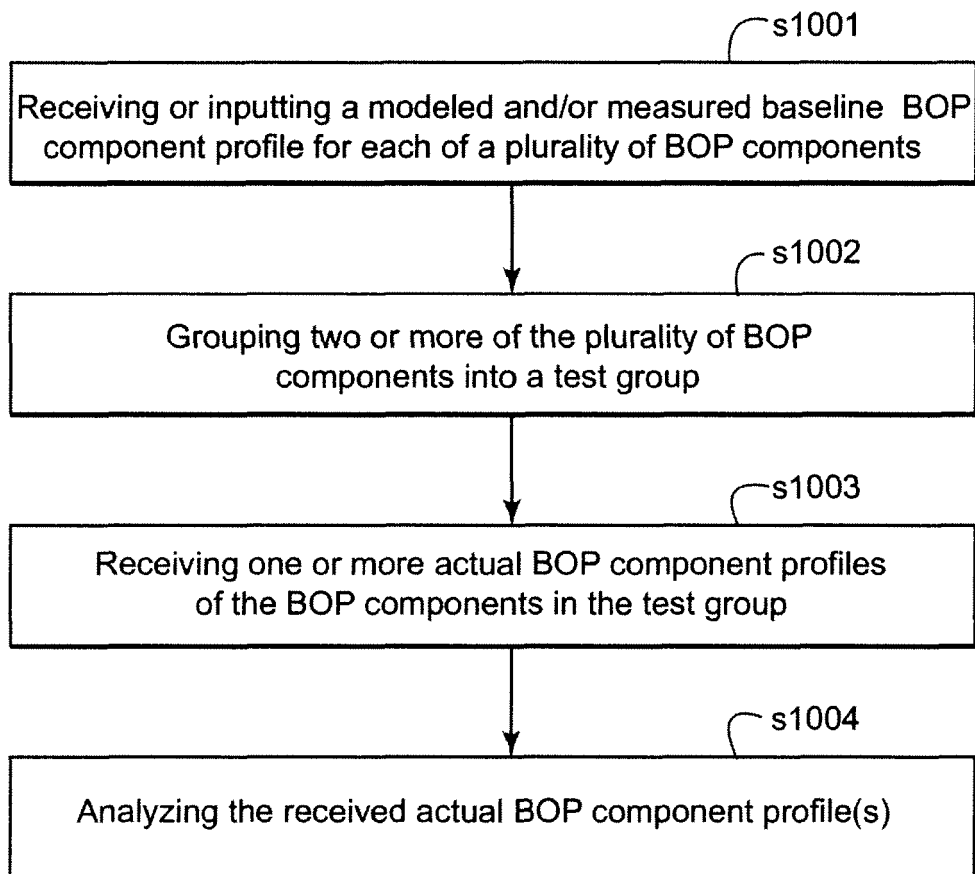 s1001
Receiving or inputting a modeled and/or measured baseline BOP
component profile for each of a plurality of BOP components
s1002
Grouping two or more of the plurality of BOP
components into a test group
s1003
Receiving one or more actual BOP component profiles
of the BOP components in the test group
s1004
Analyzing the received actual BOP component profile(s)